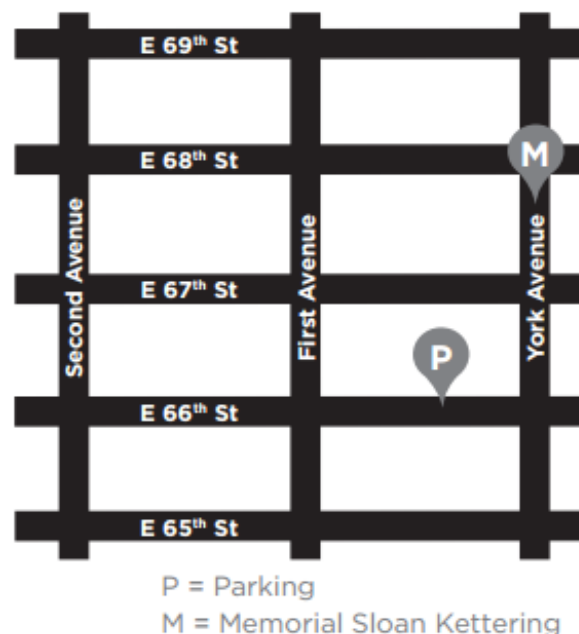 E 69th St
E 68th St
M
Second Avenue
First Avenue
York Avenue
E 67th St
P
E 66th St
E 65th St
P = Parking
M = Memorial Sloan Kettering